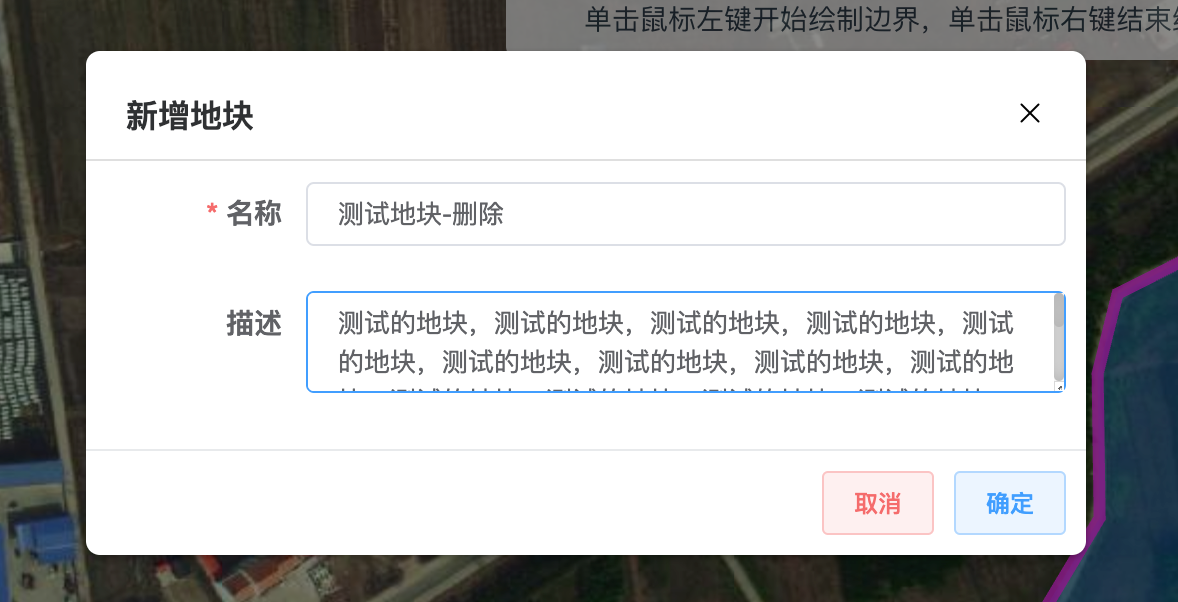 单击鼠标左键开始绘制边界，单击鼠标右键结束
新增地块
* 名称
测试地块-删除
描述
测试的地块，测试的地块，测试的地块，测试的地块，测试
的地块，测试的地块，测试的地块，测试的地块，测试的地
取消
确定